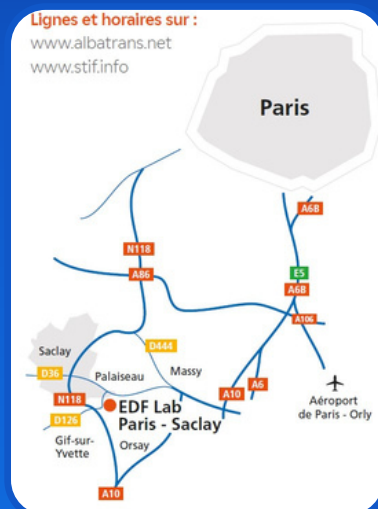 Lignes et horaires sur :
www.albatrans.net
www.stif.info
Paris
A6B
N118
A86
E5
A6B
A106
D444
Saclay
D36
Palaiseau
Massy
N118
EDF Lab
Paris - Saclay
A10
A6
Aéroport
de Paris - Orly
D126
Gif-sur-
Yvette
Orsay
A10